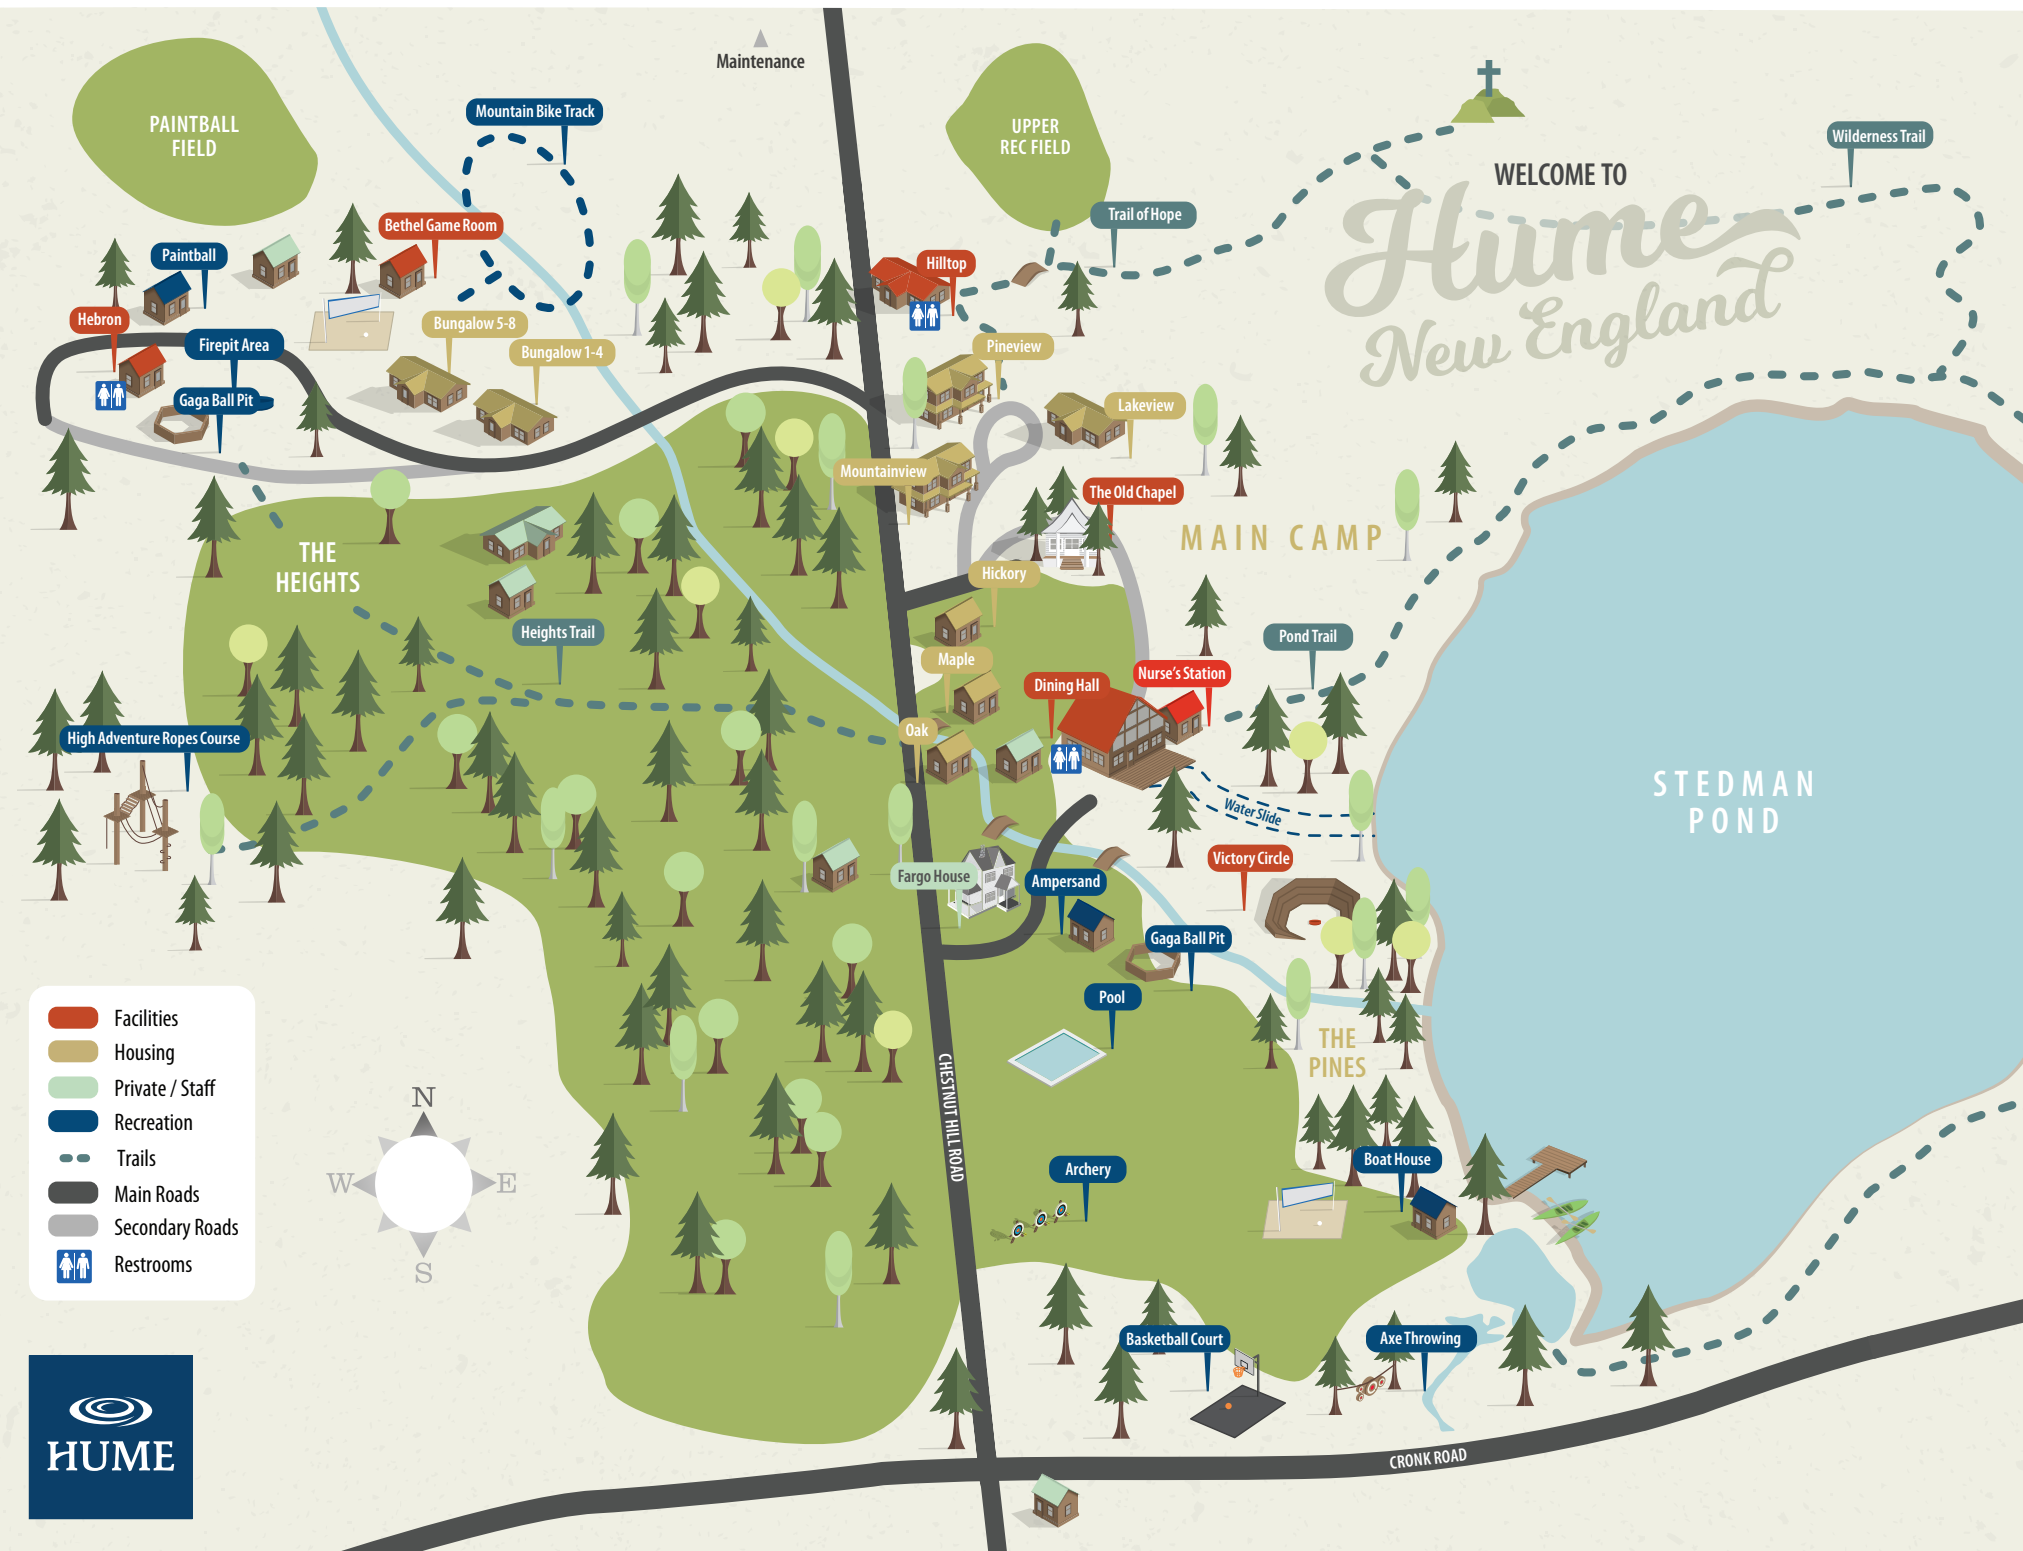 Maintenance
PAINTBALL
FIELD
Mountain Bike Track
UPPER
REC FIELD
Wilderness Trail
WELCOME TO
Hume
New England
Bethel Game Room
Trail of Hope
Paintball
Hilltop
Hebron
Bungalow 5-8
Firepit Area
Bungalow 1-4
Pineview
Gaga Ball Pit
Lakeview
Mountainview
The Old Chapel
MAIN CAMP
THE
HEIGHTS
Hickory
Heights Trail
Pond Trail
Maple
Nurse's Station
Dining Hall
High Adventure Ropes Course
Oak
STEDMAN
POND
Water Slide
Victory Circle
Fargo House
Ampersand
Gaga Ball Pit
Pool
THE
PINES
CHESTNUT HILL ROAD
Facilities
Housing
Private / Staff
Recreation
Trails
Main Roads
Secondary Roads
Restrooms
N
W
E
S
Archery
Boat House
Basketball Court
Axe Throwing
HUME
CRONK ROAD